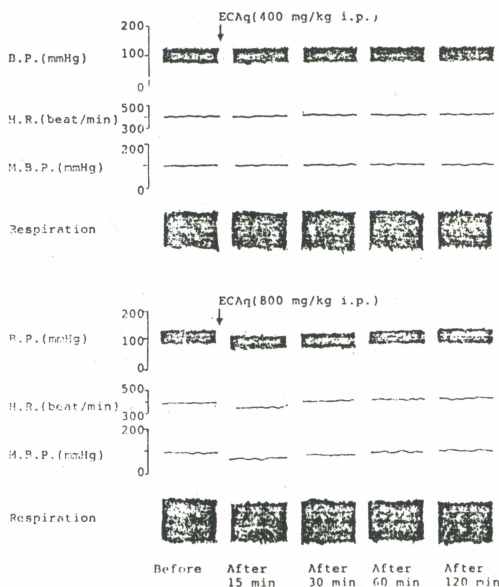 ECAq(400 mg/kg i.p.)
200
B.P.(mmHg)
100
0
500
H.R.(beat/min)
300
200
M.B.P.(mmHg)
0
Respiration
ECAq(800 mg/kg i.p.)
200
B.P.(mmHg)
100
0
500
H.R.(beat/min)
300
200
M.B.P.(mmHg)
0
Respiration
Before After After After After
15 min 30 min 60 min 120 min